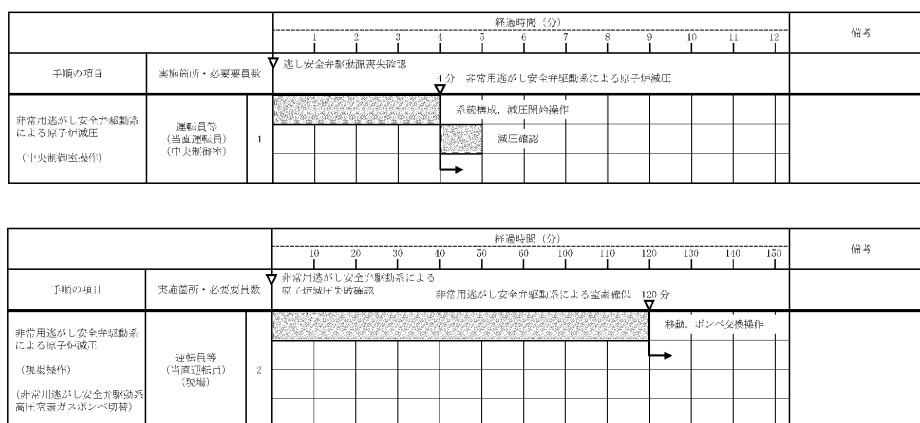 経過時間(分)
備考
1 2 3 4 5 6 7 8 9 10 11 12
手順の項目
実施箇所・必要要員数
逃し安全弁駆動源喪失確認
4分 非常用逃がし安全弁駆動系による原子炉減圧
非常用逃がし安全弁駆動系
による原子炉減圧
(中央制御室操作)
運転員等
(当直運転員)
(中央制御室)
1
系統構成,減圧開始操作
減圧確認
経過時間(分)
備考
10 20 30 40 50 60 70 80 90 100 110 120 130 140 150
手順の項目
実施箇所・必要要員数
非常用逃がし安全弁駆動系による
原子炉減圧失敗確認
非常用逃がし安全弁駆動系による窒素確保 120分
非常用逃がし安全弁駆動系
による原子炉減圧
(現場操作)
(非常用逃がし安全弁駆動系
高圧窒素ガスボンベ切替)
運転員等
(当直運転員)
(現場)
2
移動,ボンベ交換操作